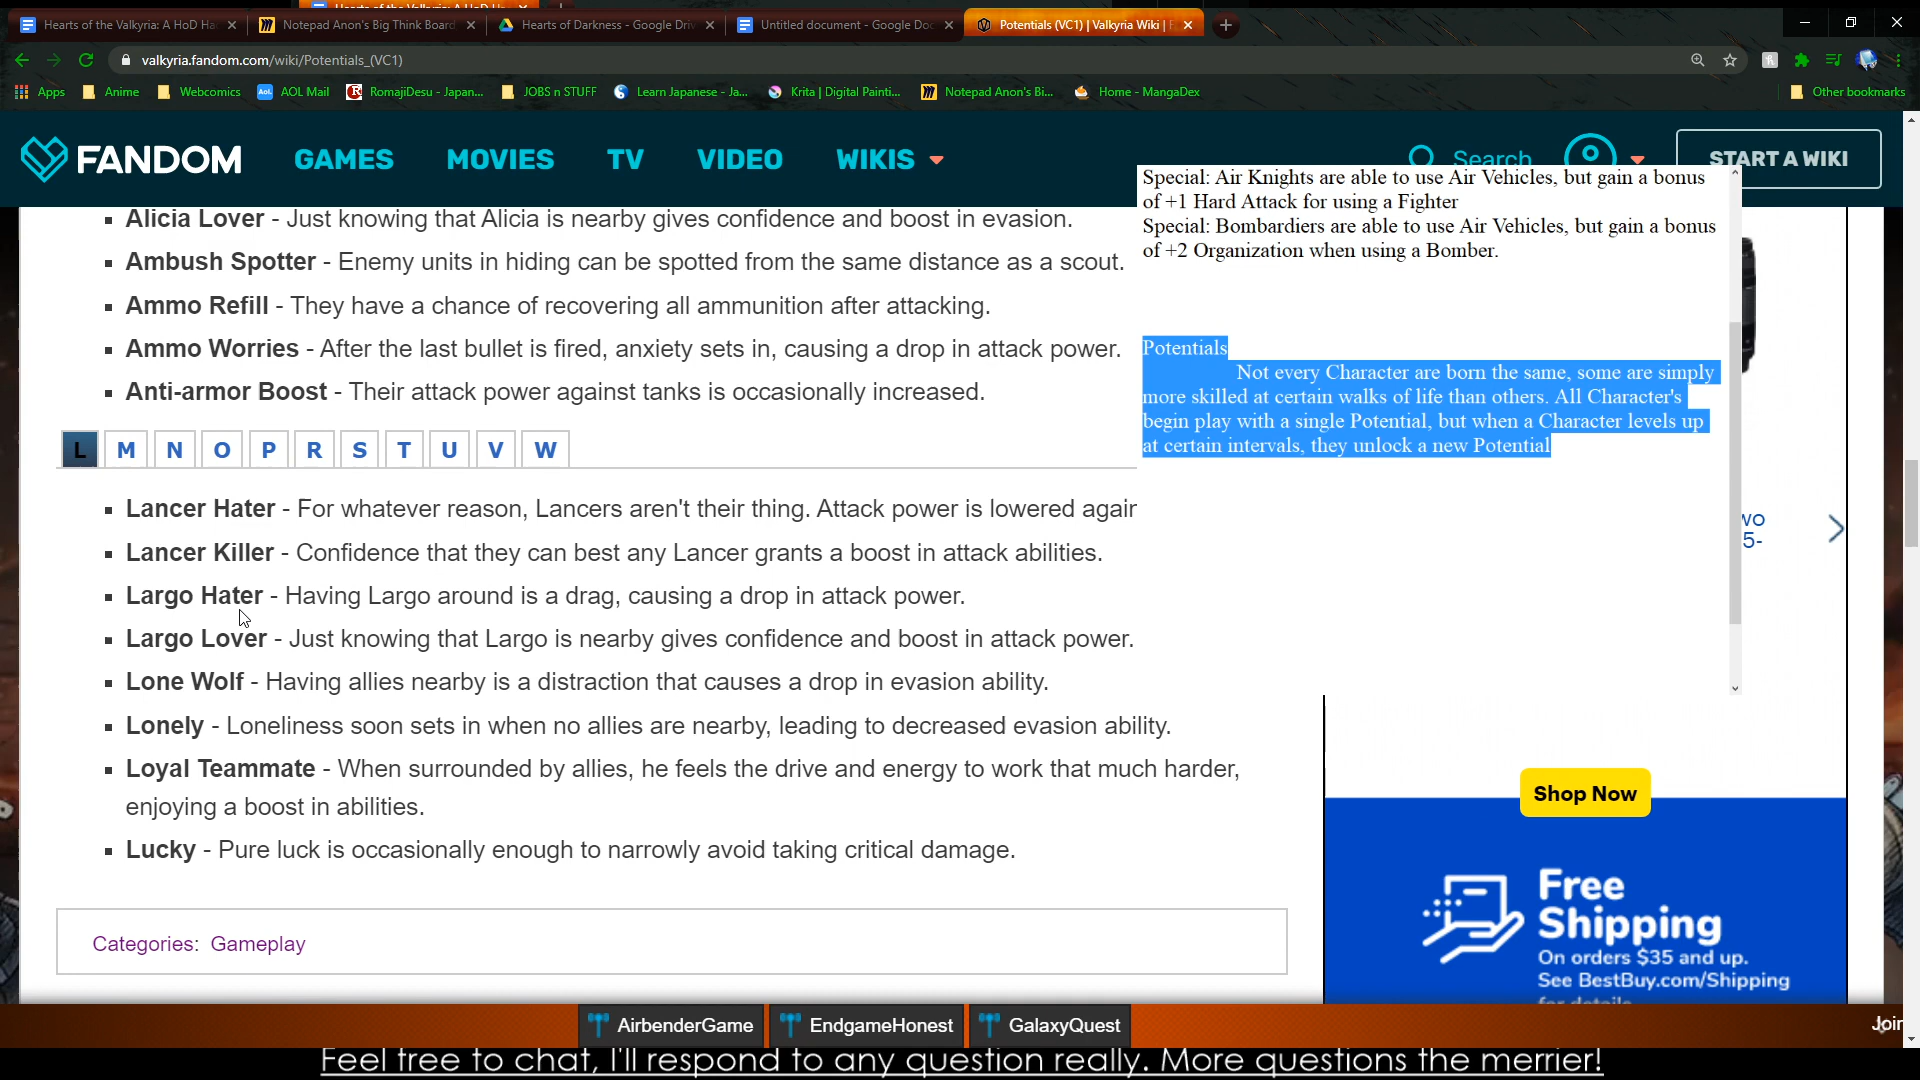 Hearts of the Valkyria: A HoD Ha
Notepad Anon's Big Think Board
Hearts of Darkness - Google Driv
Untitled document - Google Doc
Potentials (VC1) | Valkyria Wiki | F
valkyria.fandom.com/wiki/Potentials_(VC1)
Apps
Anime
Webcomics
AOL Mail
RomajiDesu - Japan...
JOBS n STUFF
Learn Japanese - Ja...
Krita | Digital Painti...
Notepad Anon's Bi...
Home - MangaDex
Other bookmarks
FANDOM
GAMES
MOVIES
TV
VIDEO
WIKIS
Search
START A WIKI
Special: Air Knights are able to use Air Vehicles, but gain a bonus
of +1 Hard Attack for using a Fighter
Special: Bombardiers are able to use Air Vehicles, but gain a bonus
of +2 Organization when using a Bomber.
Potentials
Not every Character are born the same, some are simply
more skilled at certain walks of life than others. All Character's
begin play with a single Potential, but when a Character levels up
at certain intervals, they unlock a new Potential
Alicia Lover - Just knowing that Alicia is nearby gives confidence and boost in evasion.
Ambush Spotter - Enemy units in hiding can be spotted from the same distance as a scout.
Ammo Refill - They have a chance of recovering all ammunition after attacking.
Ammo Worries - After the last bullet is fired, anxiety sets in, causing a drop in attack power.
Anti-armor Boost - Their attack power against tanks is occasionally increased.
L M N O P R S T U V W
Lancer Hater - For whatever reason, Lancers aren't their thing. Attack power is lowered again
Lancer Killer - Confidence that they can best any Lancer grants a boost in attack abilities.
Largo Hater - Having Largo around is a drag, causing a drop in attack power.
Largo Lover - Just knowing that Largo is nearby gives confidence and boost in attack power.
Lone Wolf - Having allies nearby is a distraction that causes a drop in evasion ability.
Lonely - Loneliness soon sets in when no allies are nearby, leading to decreased evasion ability.
Loyal Teammate - When surrounded by allies, he feels the drive and energy to work that much harder,
enjoying a boost in abilities.
Lucky - Pure luck is occasionally enough to narrowly avoid taking critical damage.
Categories: Gameplay
wo
5-
Shop Now
Free
Shipping
On orders $35 and up.
See BestBuy.com/Shipping
for details.
AirbenderGame
EndgameHonest
GalaxyQuest
Join
Feel free to chat, I'll respond to any question really. More questions the merrier!